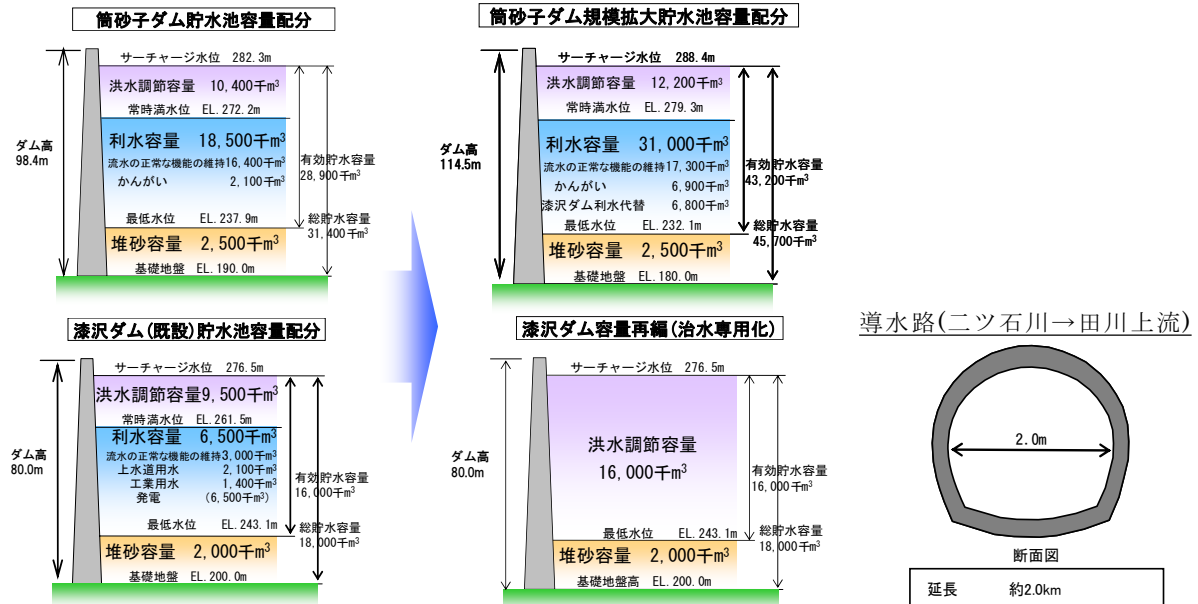 筒砂子ダム貯水池容量配分
サーチャージ水位 282.3m
洪水調節容量 10,400千m³
常時満水位 EL.272.2m
ダム高
98.4m
利水容量 18,500千m³
流水の正常な機能の維持16,400千m³
かんがい 2,100千m³
有効貯水容量
28,900千m³
最低水位 EL.237.9m
総貯水容量
31,400千m³
堆砂容量 2,500千m³
基礎地盤 EL.190.0m
筒砂子ダム規模拡大貯水池容量配分
サーチャージ水位 288.4m
洪水調節容量 12,200千m³
常時満水位 EL.279.3m
ダム高
114.5m
利水容量 31,000千m³
流水の正常な機能の維持17,300千m³
かんがい 6,900千m³
漆沢ダム利水代替 6,800千m³
有効貯水容量
43,200千m³
最低水位 EL.232.1m
総貯水容量
45,700千m³
堆砂容量 2,500千m³
基礎地盤 EL.180.0m
漆沢ダム(既設)貯水池容量配分
サーチャージ水位 276.5m
洪水調節容量9,500千m³
常時満水位 EL.261.5m
ダム高
80.0m
利水容量 6,500千m³
流水の正常な機能の維持3,000千m³
上水道用水 2,100千m³
工業用水 1,400千m³
発電 (6,500千m³)
有効貯水容量
16,000千m³
最低水位 EL.243.1m
総貯水容量
18,000千m³
堆砂容量 2,000千m³
基礎地盤 EL.200.0m
漆沢ダム容量再編(治水専用化)
サーチャージ水位 276.5m
ダム高
80.0m
洪水調節容量
16,000千m³
有効貯水容量
16,000千m³
最低水位 EL.243.1m
総貯水容量
18,000千m³
堆砂容量 2,000千m³
基礎地盤高 EL.200.0m
導水路(二ツ石川→田川上流)
2.0m
断面図
延長 約2.0km